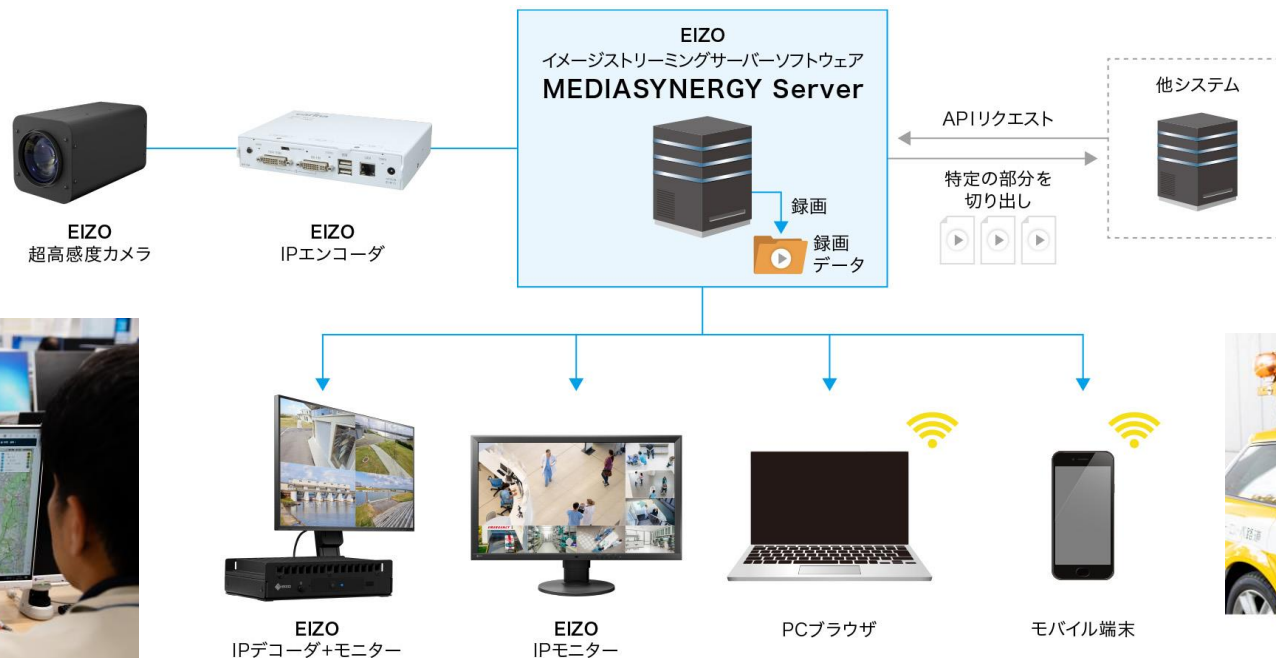 EIZO
イメージストリーミングサーバーソフトウェア
MEDIASYNERGY Server
他システム
APIリクエスト
特定の部分を
切り出し
録画
録画
データ
EIZO
超高感度カメラ
EIZO
IPエンコーダ
EIZO
IPデコーダ+モニター
EIZO
IPモニター
PCブラウザ
モバイル端末